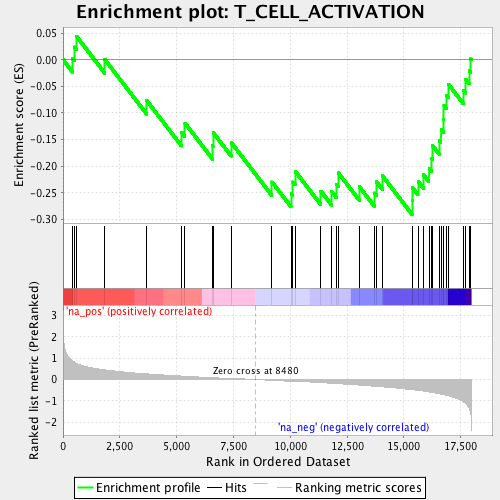 Enrichment plot: T_CELL_ACTIVATION
Enrichment score (ES)
0.05
0.00
-0.05
-0.10
-0.15
-0.20
-0.25
-0.30
'na_pos' (positively correlated)
Ranked list metric (PreRanked)
3
2
1
0
-1
-2
Zero cross at 8480
'na_neg' (negatively correlated)
0
2,500
5,000
7,500
10,000
12,500
15,000
17,500
Rank in Ordered Dataset
Enrichment profile
Hits
Ranking metric scores